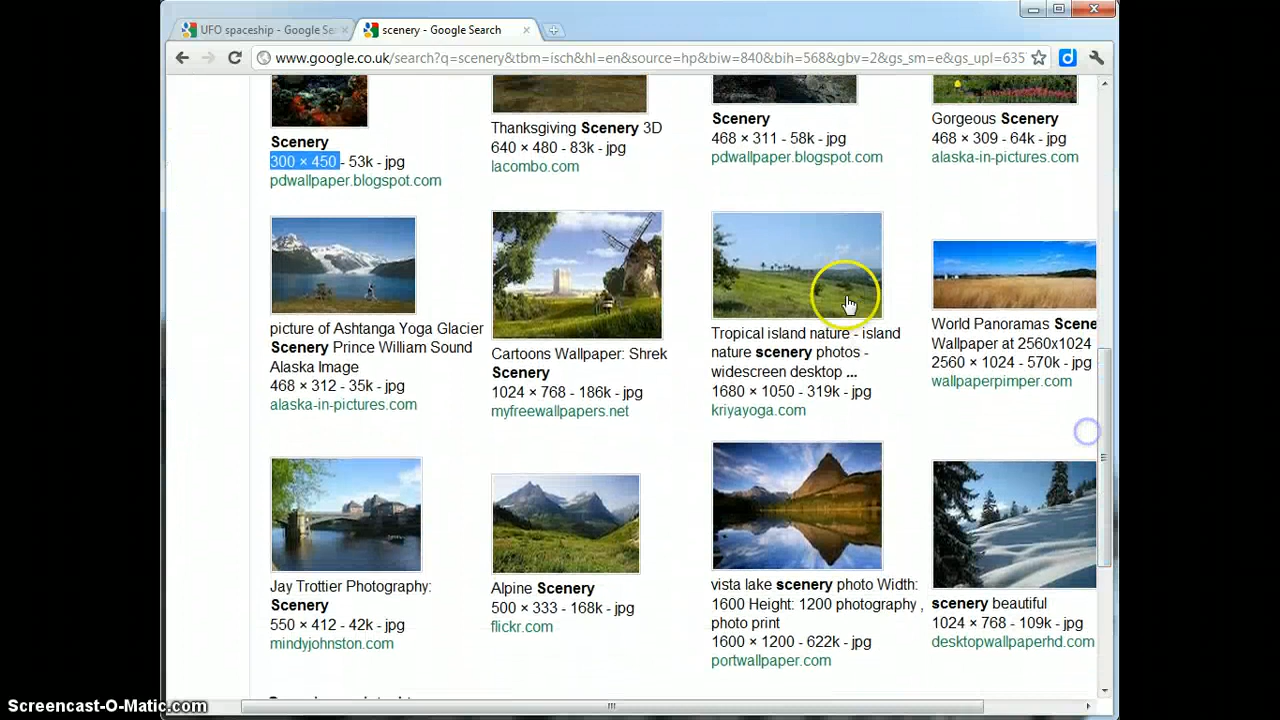 UFO spaceship - Google Sea
scenery - Google Search
www.google.co.uk/search?q=scenery&tbm=isch&hl=en&source=hp&biw=840&bih=568&gbv=2&gs_sm=e&gs_upl=635
Scenery
300 × 450 - 53k - jpg
pdwallpaper.blogspot.com
Thanksgiving Scenery 3D
640 × 480 - 83k - jpg
lacombo.com
Scenery
468 × 311 - 58k - jpg
pdwallpaper.blogspot.com
Gorgeous Scenery
468 × 309 - 64k - jpg
alaska-in-pictures.com
picture of Ashtanga Yoga Glacier
Scenery Prince William Sound
Alaska Image
468 × 312 - 35k - jpg
alaska-in-pictures.com
Cartoons Wallpaper: Shrek
Scenery
1024 × 768 - 186k - jpg
myfreewallpapers.net
Tropical island nature - island
nature scenery photos -
widescreen desktop ...
1680 × 1050 - 319k - jpg
kriyayoga.com
World Panoramas Scene
Wallpaper at 2560x1024
2560 × 1024 - 570k - jpg
wallpaperpimper.com
Jay Trottier Photography:
Scenery
550 × 412 - 42k - jpg
mindyjohnston.com
Alpine Scenery
500 × 333 - 168k - jpg
flickr.com
vista lake scenery photo Width:
1600 Height: 1200 photography ,
photo print
1600 × 1200 - 622k - jpg
portwallpaper.com
scenery beautiful
1024 × 768 - 109k - jpg
desktopwallpaperhd.com
Screencast-O-Matic.com